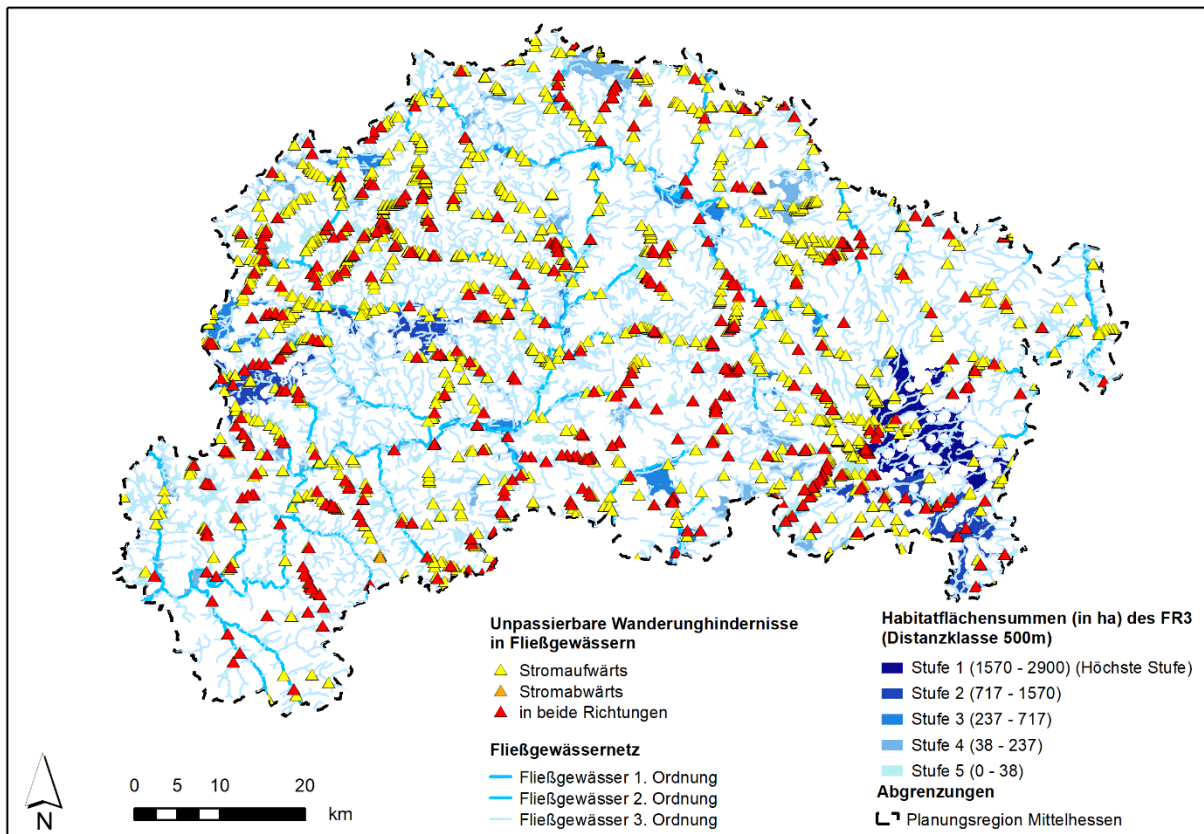 Unpassierbare Wanderunghindernisse
in Fließgewässern
Stromaufwärts
Stromabwärts
in beide Richtungen
Fließgewässernetz
Fließgewässer 1. Ordnung
Fließgewässer 2. Ordnung
Fließgewässer 3. Ordnung
Habitatflächensummen (in ha) des FR3
(Distanzklasse 500m)
Stufe 1 (1570 - 2900) (Höchste Stufe)
Stufe 2 (717 - 1570)
Stufe 3 (237 - 717)
Stufe 4 (38 - 237)
Stufe 5 (0 - 38)
Abgrenzungen
Planungsregion Mittelhessen
N
0 5 10 20
km